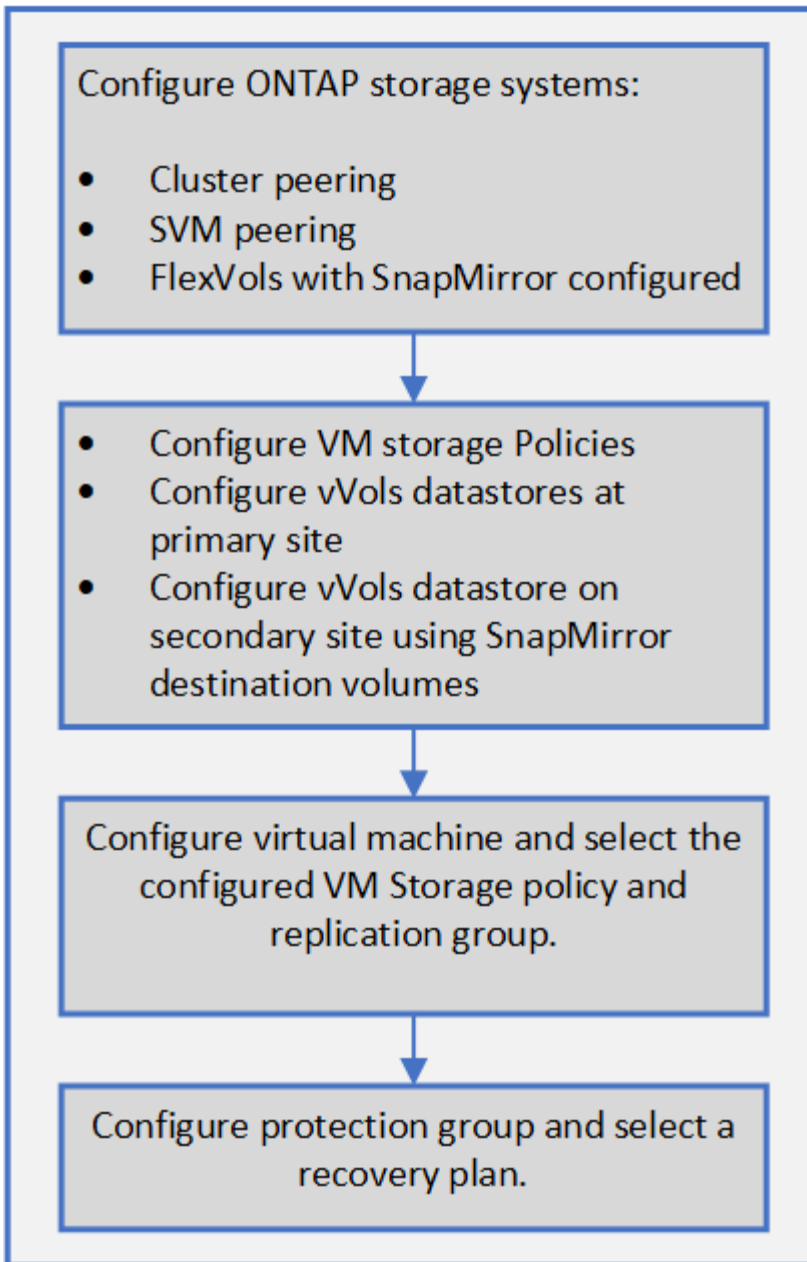 Configure ONTAP storage systems:
• Cluster peering
• SVM peering
• FlexVols with SnapMirror configured
• Configure VM storage Policies
• Configure vVols datastores at
primary site
• Configure vVols datastore on
secondary site using SnapMirror
destination volumes
Configure virtual machine and select the
configured VM Storage policy and
replication group.
Configure protection group and select a
recovery plan.